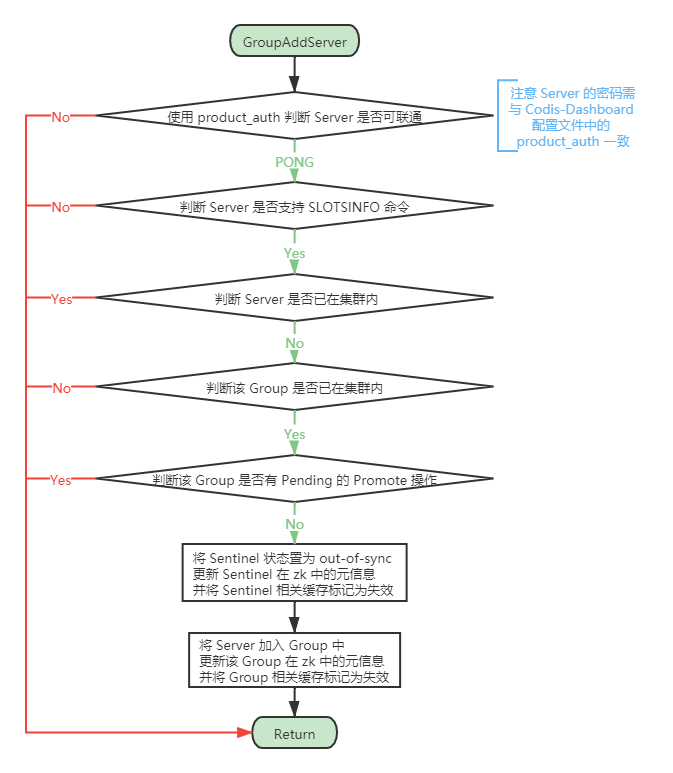 GroupAddServer
注意 Server 的密码需
与 Codis-Dashboard
配置文件中的
product_auth 一致
No
使用 product_auth 判断 Server 是否可联通
PONG
No
判断 Server 是否支持 SLOTSINFO 命令
Yes
Yes
判断 Server 是否已在集群内
No
No
判断该 Group 是否已在集群内
Yes
Yes
判断该 Group 是否有 Pending 的 Promote 操作
No
将 Sentinel 状态置为 out-of-sync
更新 Sentinel 在 zk 中的元信息
并将 Sentinel 相关缓存标记为失效
将 Server 加入 Group 中
更新该 Group 在 zk 中的元信息
并将 Group 相关缓存标记为失效
Return